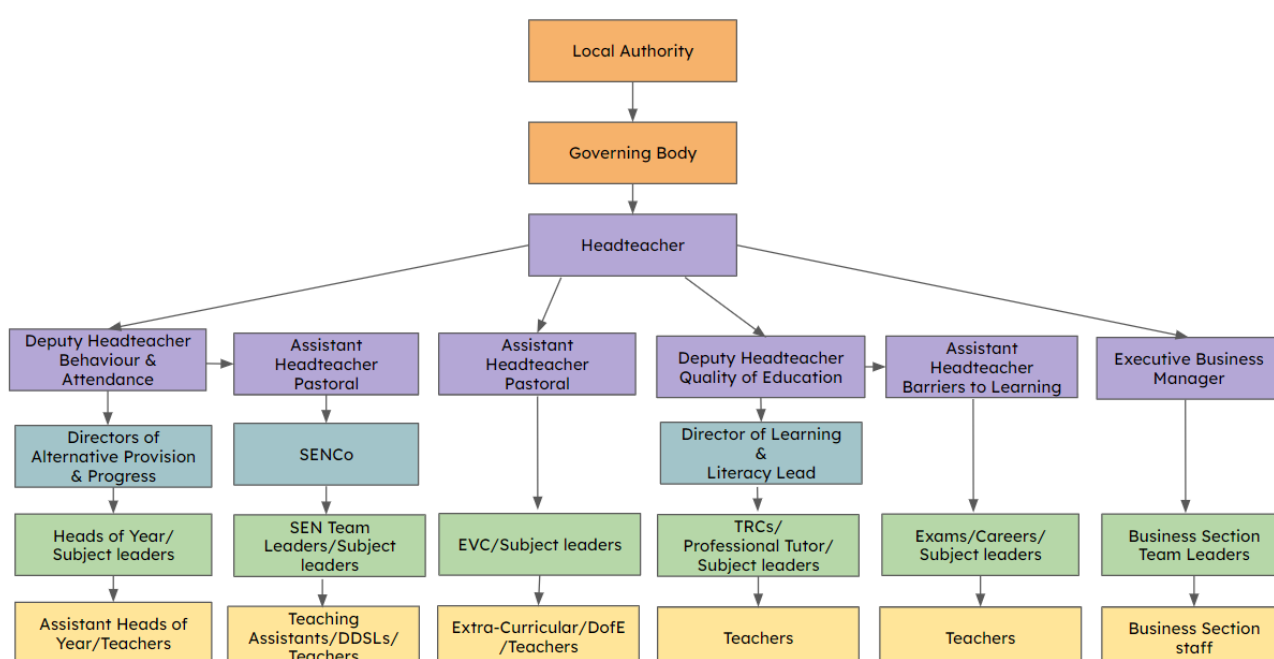 Local Authority
Governing Body
Headteacher
Deputy Headteacher
Behaviour &
Attendance
Assistant
Headteacher
Pastoral
Assistant
Headteacher
Pastoral
Deputy Headteacher
Quality of Education
Assistant
Headteacher
Barriers to Learning
Executive Business
Manager
Directors of
Alternative Provision
& Progress
SENCo
Director of Learning
&
Literacy Lead
Heads of Year/
Subject leaders
SEN Team
Leaders/Subject
leaders
EVC/Subject leaders
TRCs/
Professional Tutor/
Subject leaders
Exams/Careers/
Subject leaders
Business Section
Team Leaders
Assistant Heads of
Year/Teachers
Teaching
Assistants/DDSLs/
Teachers
Extra-Curricular/DofE
/Teachers
Teachers
Teachers
Business Section
staff